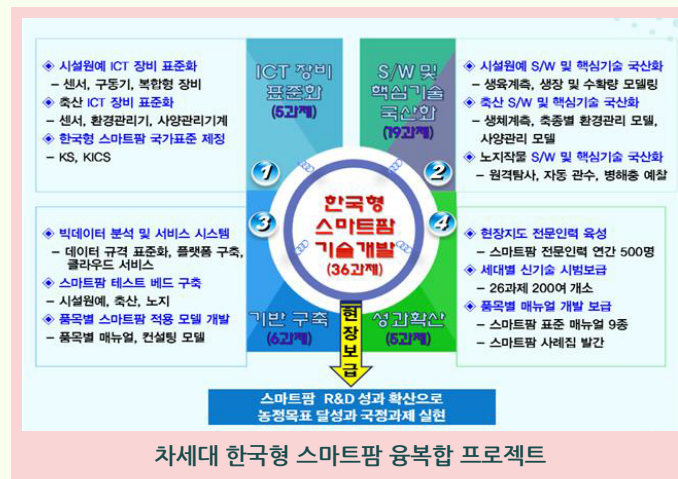 ◈ 시설원예 ICT 장비 표준화
– 센서, 구동기, 복합형 장비
◈ 축산 ICT 장비 표준화
– 센서, 환경관리기, 사양관리기계
◈ 한국형 스마트팜 국가표준 제정
– KS, KICS
ICT 장비
표준화
(5과제)
1
S/W 및
핵심기술
국산화
(19과제)
2
◈ 시설원예 S/W 및 핵심기술 국산화
– 생육계측, 생장 및 수확량 모델링
◈ 축산 S/W 및 핵심기술 국산화
– 생체계측, 축종별 환경관리 모델,
사양관리 모델
◈ 노지작물 S/W 및 핵심기술 국산화
– 원격탐사, 자동 관수, 병해충 예찰
한국형
스마트팜
기술개발
(36과제)
◈ 빅데이터 분석 및 서비스 시스템
– 데이터 규격 표준화, 플랫폼 구축,
클라우드 서비스
◈ 스마트팜 테스트 베드 구축
– 시설원예, 축산, 노지
◈ 품목별 스마트팜 적용 모델 개발
– 품목별 매뉴얼, 컨설팅 모델
3
기반 구축
(6과제)
4
성과확산
(5과제)
◈ 현장지도 전문인력 육성
– 스마트팜 전문인력 연간 500명
◈ 세대별 신기술 시범보급
– 26과제 200여 개소
◈ 품목별 매뉴얼 개발 보급
– 스마트팜 표준 매뉴얼 9종
– 스마트팜 사례집 발간
현장보급
스마트팜 R&D 성과 확산으로
농정목표 달성과 국정과제 실현
차세대 한국형 스마트팜 융복합 프로젝트